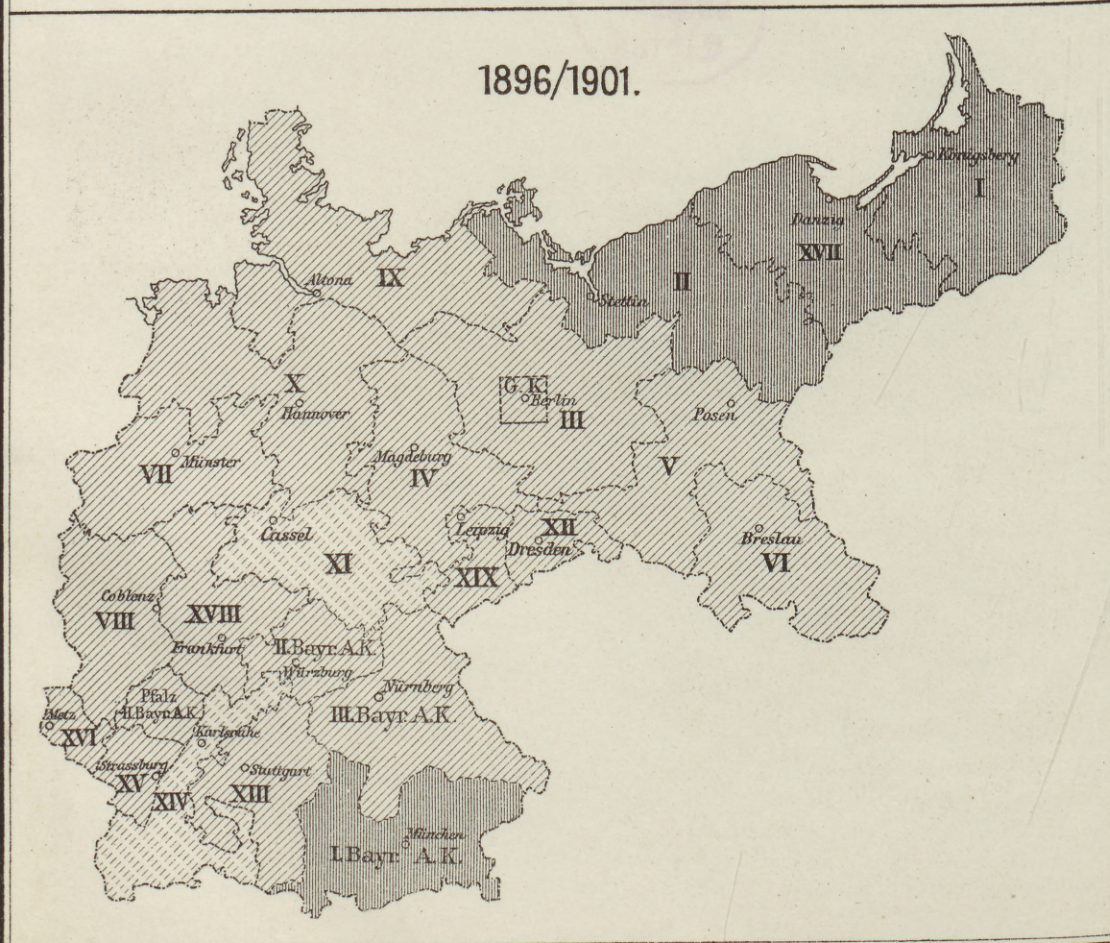 1896/1901.
Königsberg
I
Danzig
XVII
Altona
IX
II
Stettin
X
Hannover
G. K.
Berlin
III
Posen
VII
Münster
Magdeburg
IV
V
Cassel
XI
Leipzig
XII
Dresden
XIX
Breslau
VI
Coblenz
VIII
XVIII
Frankfurt
II.Bayr.A.K.
Würzburg
Pfalz
II.Bayr.A.K.
Nürnberg
III.Bayr.A.K.
Metz
XVI
Karlsruhe
Strassburg
XV
XIV
Stuttgart
XIII
München
I.Bayr. A.K.